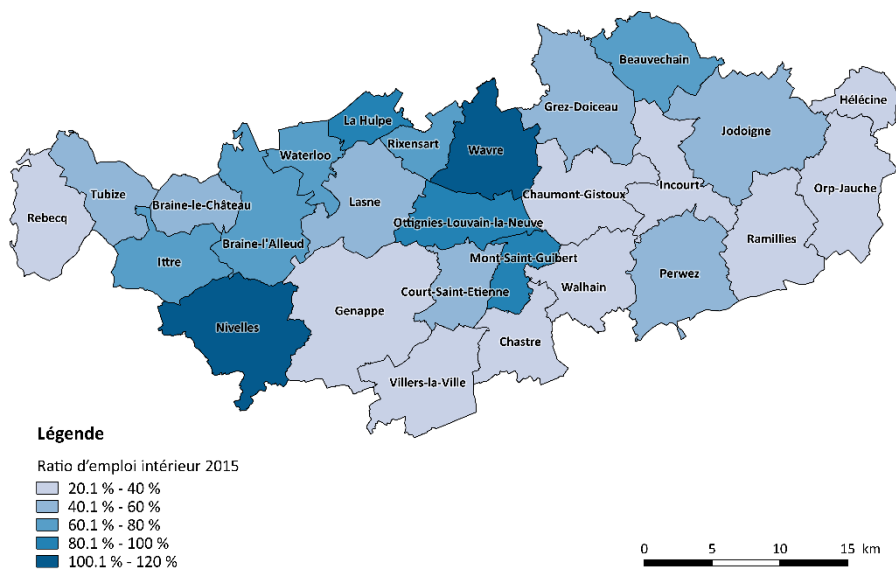 Beauvechain
Hélécine
Grez-Doiceau
La Hulpe
Jodoigne
Rixensart
Wavre
Waterloo
Incourt
Orp-Jauche
Tubize
Chaumont-Gistoux
Braine-le-Château
Lasne
Rebecq
Ottignies-Louvain-la-Neuve
Ramillies
Braine-l'Alleud
Mont-Saint-Guibert
Ittre
Perwez
Walhain
Court-Saint-Etienne
Genappe
Nivelles
Chastre
Villers-la-Ville
Légende
Ratio d'emploi intérieur 2015
20.1 % - 40 %
40.1 % - 60 %
60.1 % - 80 %
80.1 % - 100 %
100.1 % - 120 %
0 5 10 15 km